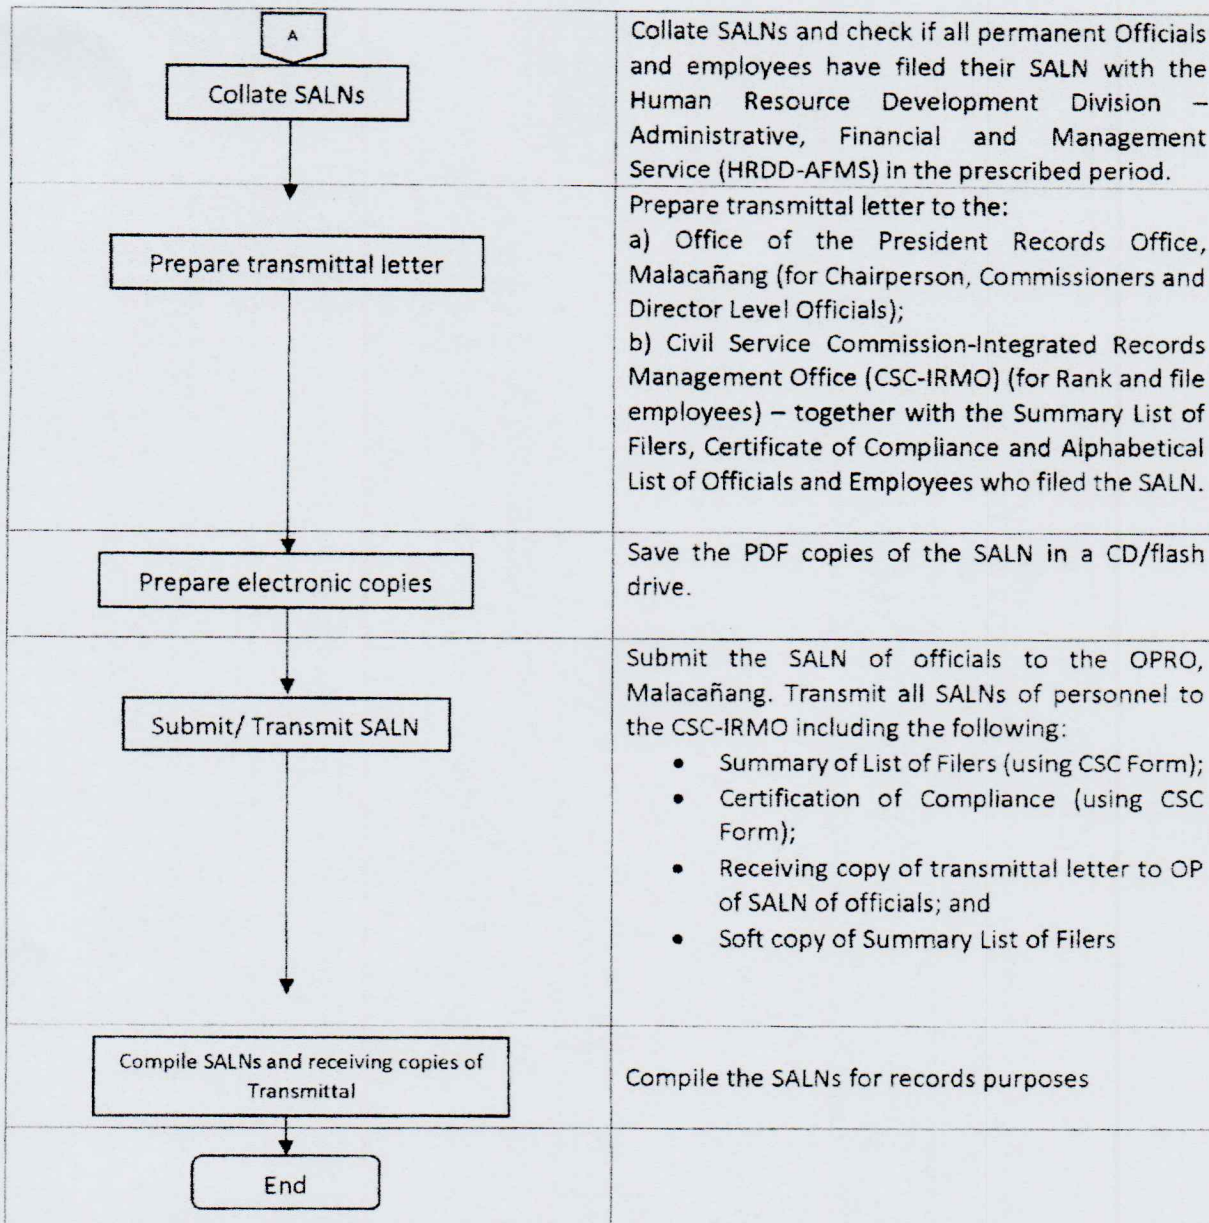 A
Collate SALNs
Collate SALNs and check if all permanent Officials
and employees have filed their SALN with the
Human Resource Development Division –
Administrative, Financial and Management
Service (HRDD-AFMS) in the prescribed period.
Prepare transmittal letter
Prepare transmittal letter to the:
a) Office of the President Records Office,
Malacañang (for Chairperson, Commissioners and
Director Level Officials);
b) Civil Service Commission-Integrated Records
Management Office (CSC-IRMO) (for Rank and file
employees) – together with the Summary List of
Filers, Certificate of Compliance and Alphabetical
List of Officials and Employees who filed the SALN.
Prepare electronic copies
Save the PDF copies of the SALN in a CD/flash
drive.
Submit/ Transmit SALN
Submit the SALN of officials to the OPRO,
Malacañang. Transmit all SALNs of personnel to
the CSC-IRMO including the following:
• Summary of List of Filers (using CSC Form);
• Certification of Compliance (using CSC
Form);
• Receiving copy of transmittal letter to OP
of SALN of officials; and
• Soft copy of Summary List of Filers
Compile SALNs and receiving copies of
Transmittal
Compile the SALNs for records purposes
End